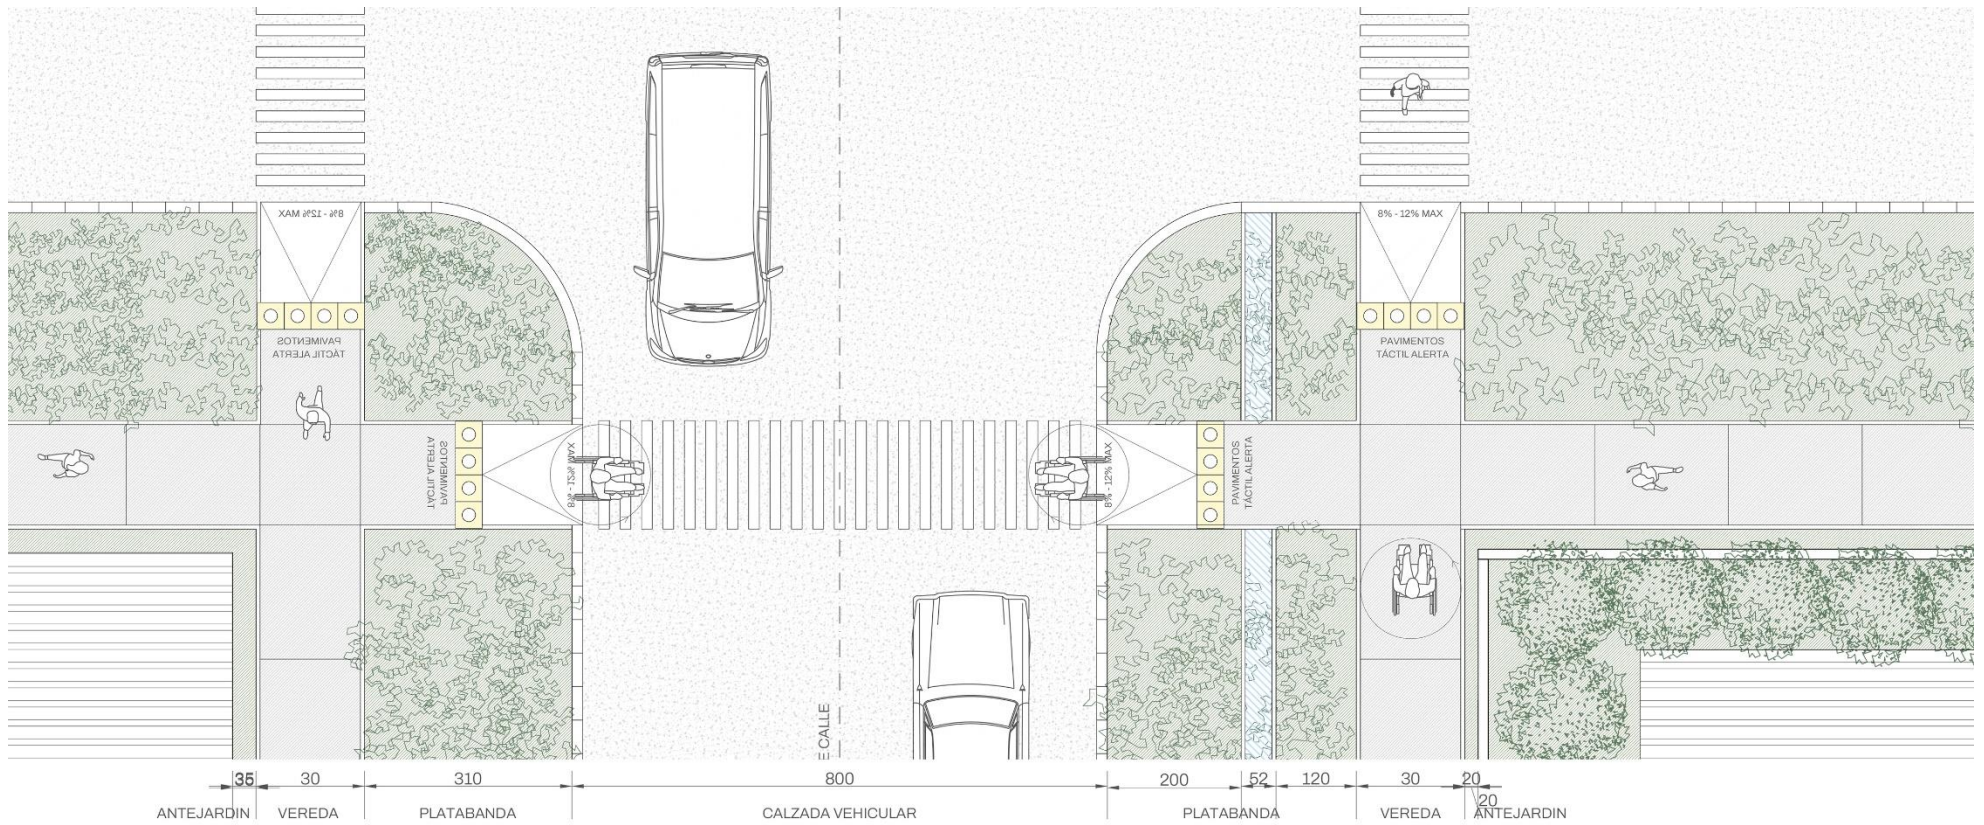 8% - 12% MAX
8% - 12% MAX
PAVIMENTOS
TÁCTIL ALERTA
PAVIMENTOS
TÁCTIL ALERTA
PAVIMENTOS
TÁCTIL ALERTA
8% - 12% MAX
8% - 12% MAX
PAVIMENTOS
TÁCTIL ALERTA
E CALLE
35
30
310
800
200
52
120
30
20
20
ANTEJARDIN
VEREDA
PLATABANDA
CALZADA VEHICULAR
PLATABANDA
VEREDA
ANTEJARDIN